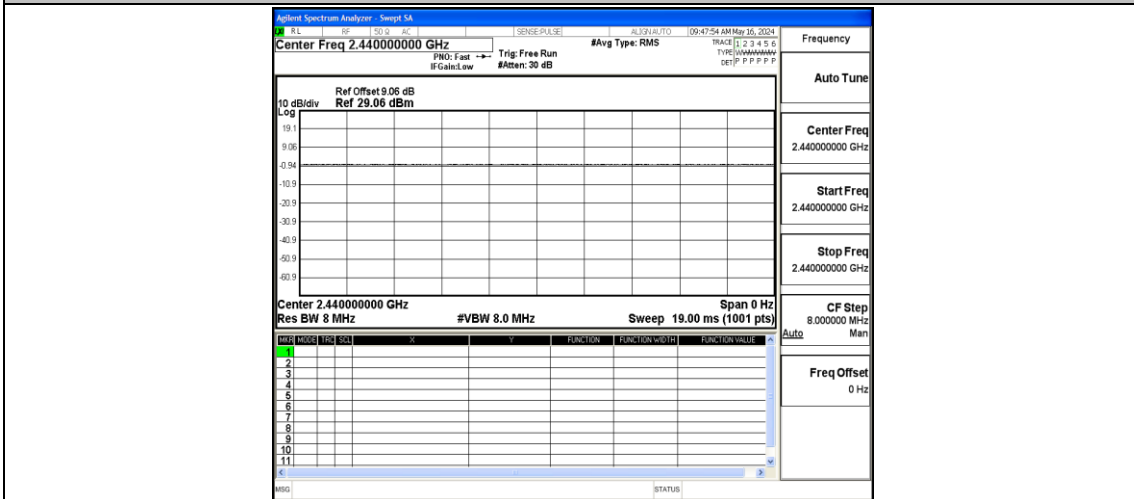 Agilent Spectrum Analyzer - Swept SA
RL RF 50 Ω AC SENSE:PULSE ALIGN AUTO 09:47:54 AM May 16, 2024
Center Freq 2.440000000 GHz
#Avg Type: RMS
TRACE 1 2 3 4 5 6
PNO: Fast Trig: Free Run
TYPE
IFGain:Low #Atten: 30 dB
DET P P P P P P
Ref Offset 9.06 dB
10 dB/div Ref 29.06 dBm
Log
19.1
9.06
-0.94
-10.9
-20.9
-30.9
-40.9
-50.9
-60.9
Center 2.440000000 GHz Span 0 Hz
Res BW 8 MHz #VBW 8.0 MHz Sweep 19.00 ms (1001 pts)
MKR MODE TRC SCL X Y FUNCTION FUNCTION WIDTH FUNCTION VALUE
1
2
3
4
5
6
7
8
9
10
11
MSG STATUS
Frequency
Auto Tune
Center Freq
2.440000000 GHz
Start Freq
2.440000000 GHz
Stop Freq
2.440000000 GHz
CF Step
8.000000 MHz
Auto Man
Freq Offset
0 Hz